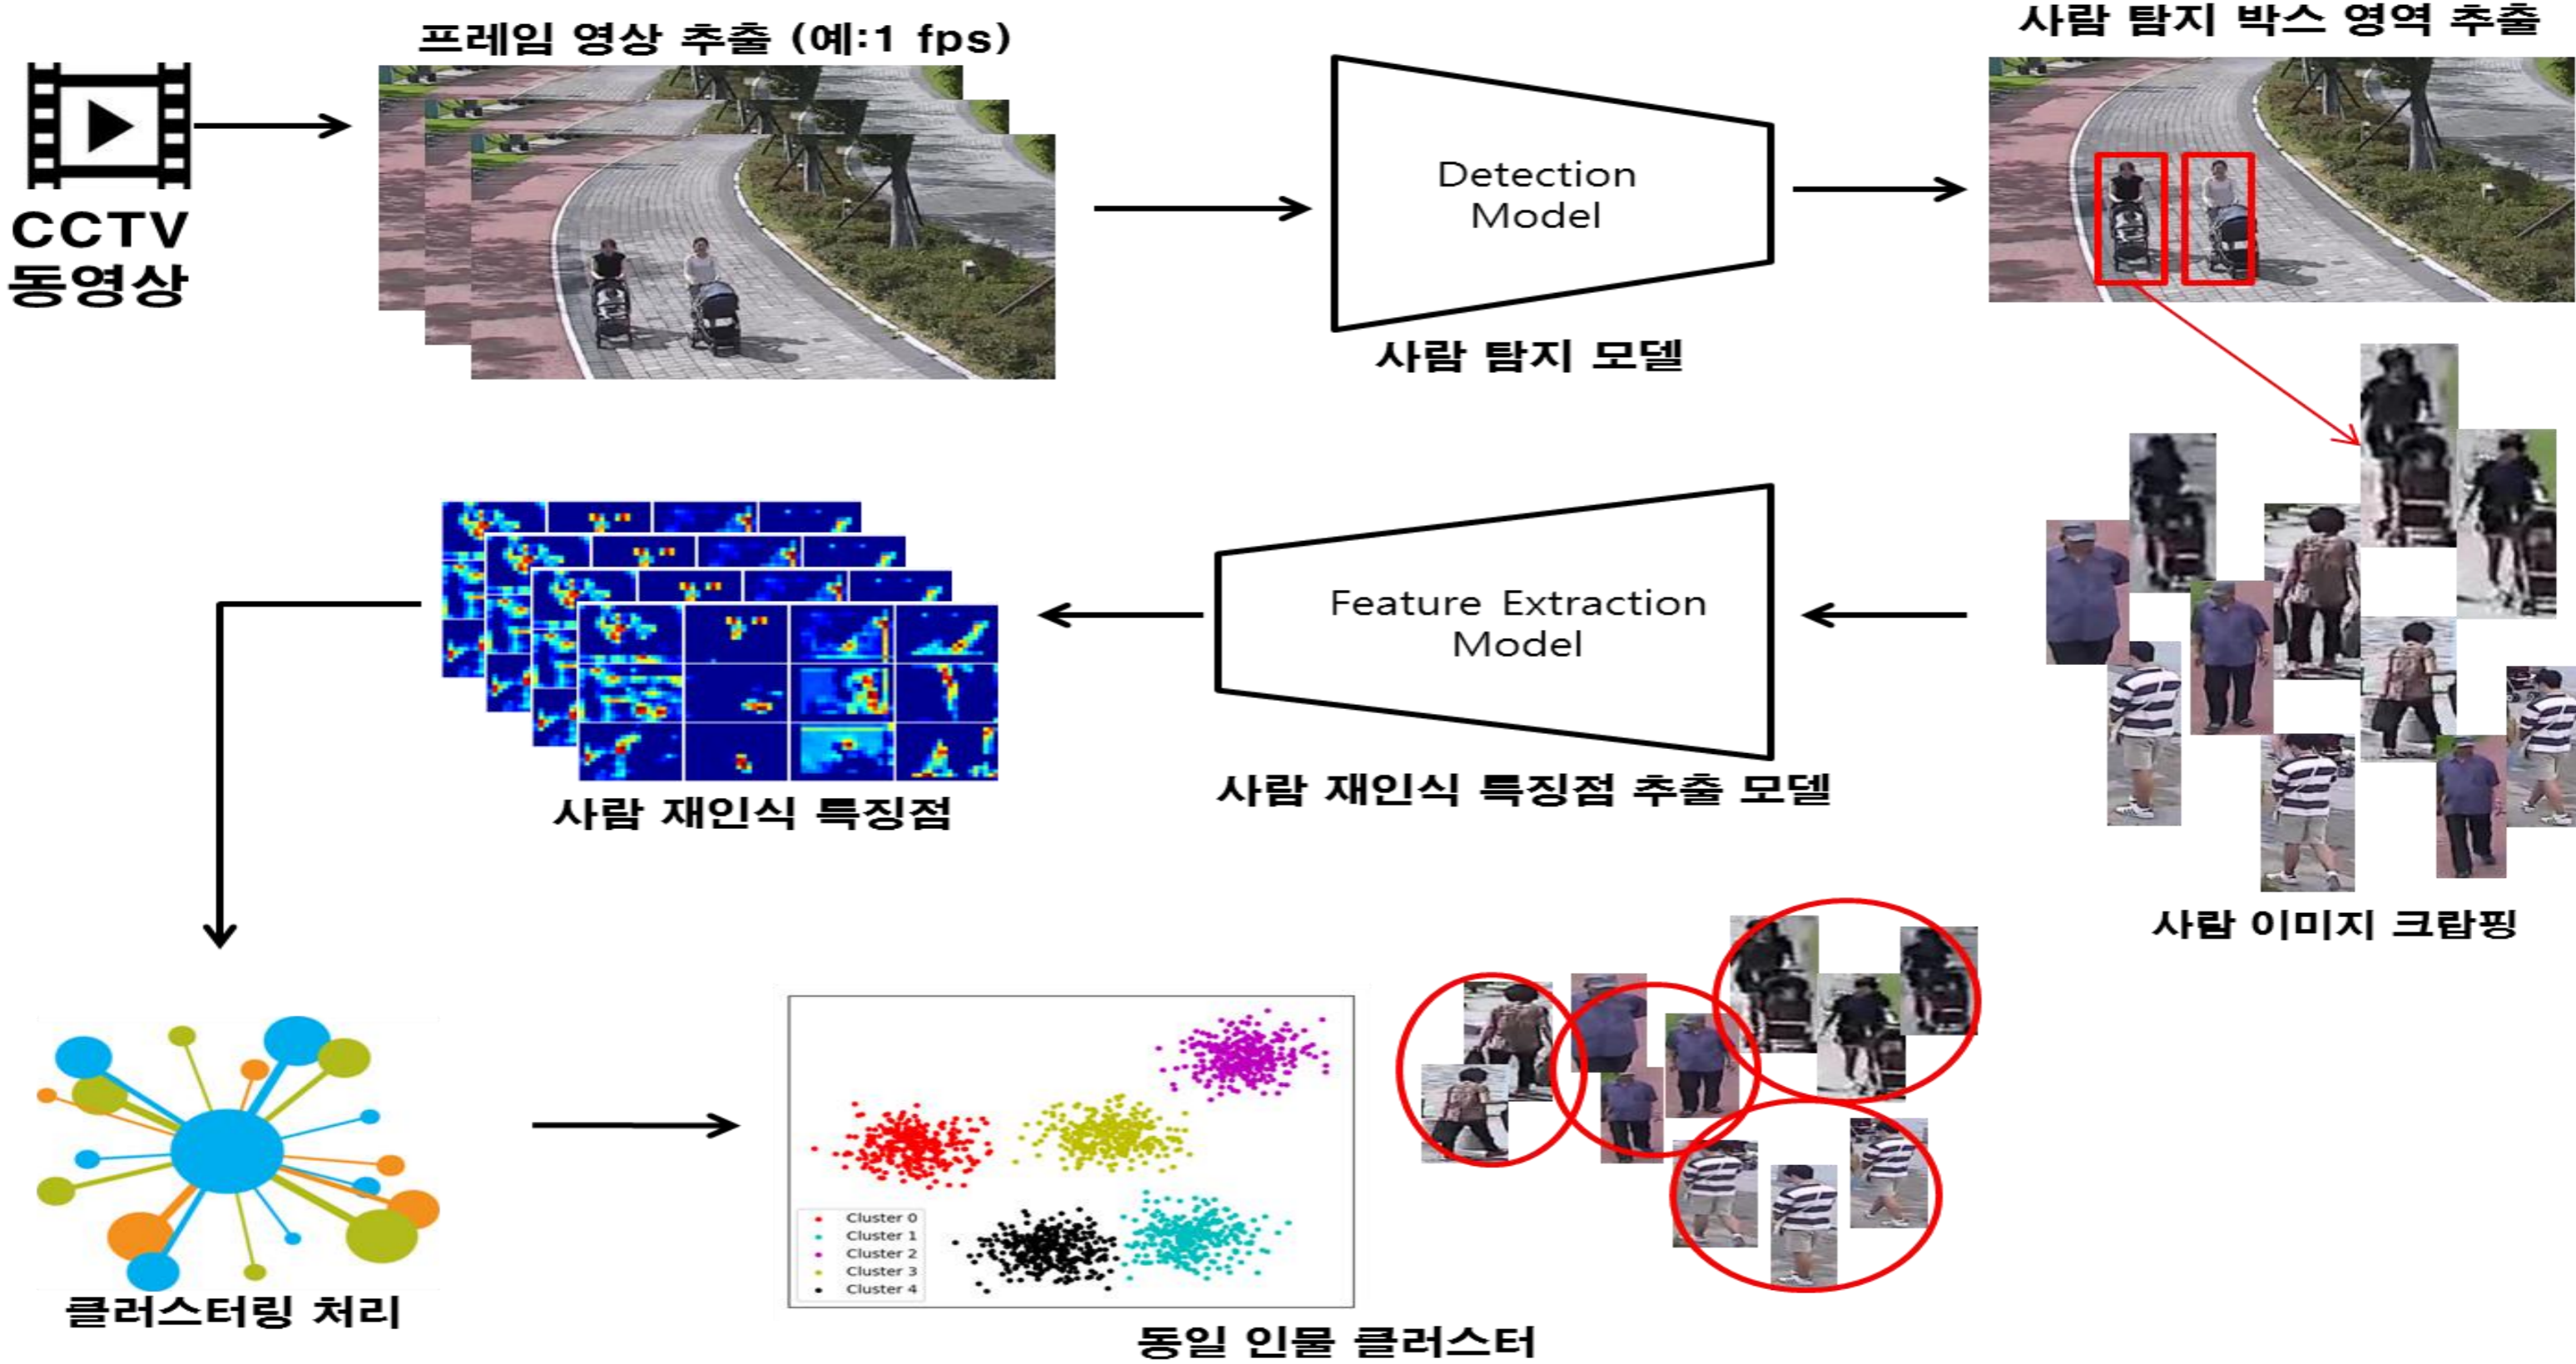 프레임 영상 추출 (예:1 fps)
사람 탐지 박스 영역 추출
CCTV
동영상
Detection
Model
사람 탐지 모델
Feature Extraction
Model
사람 재인식 특징점
사람 재인식 특징점 추출 모델
사람 이미지 크랍핑
Cluster 0
Cluster 1
Cluster 2
Cluster 3
Cluster 4
클러스터링 처리
동일 인물 클러스터